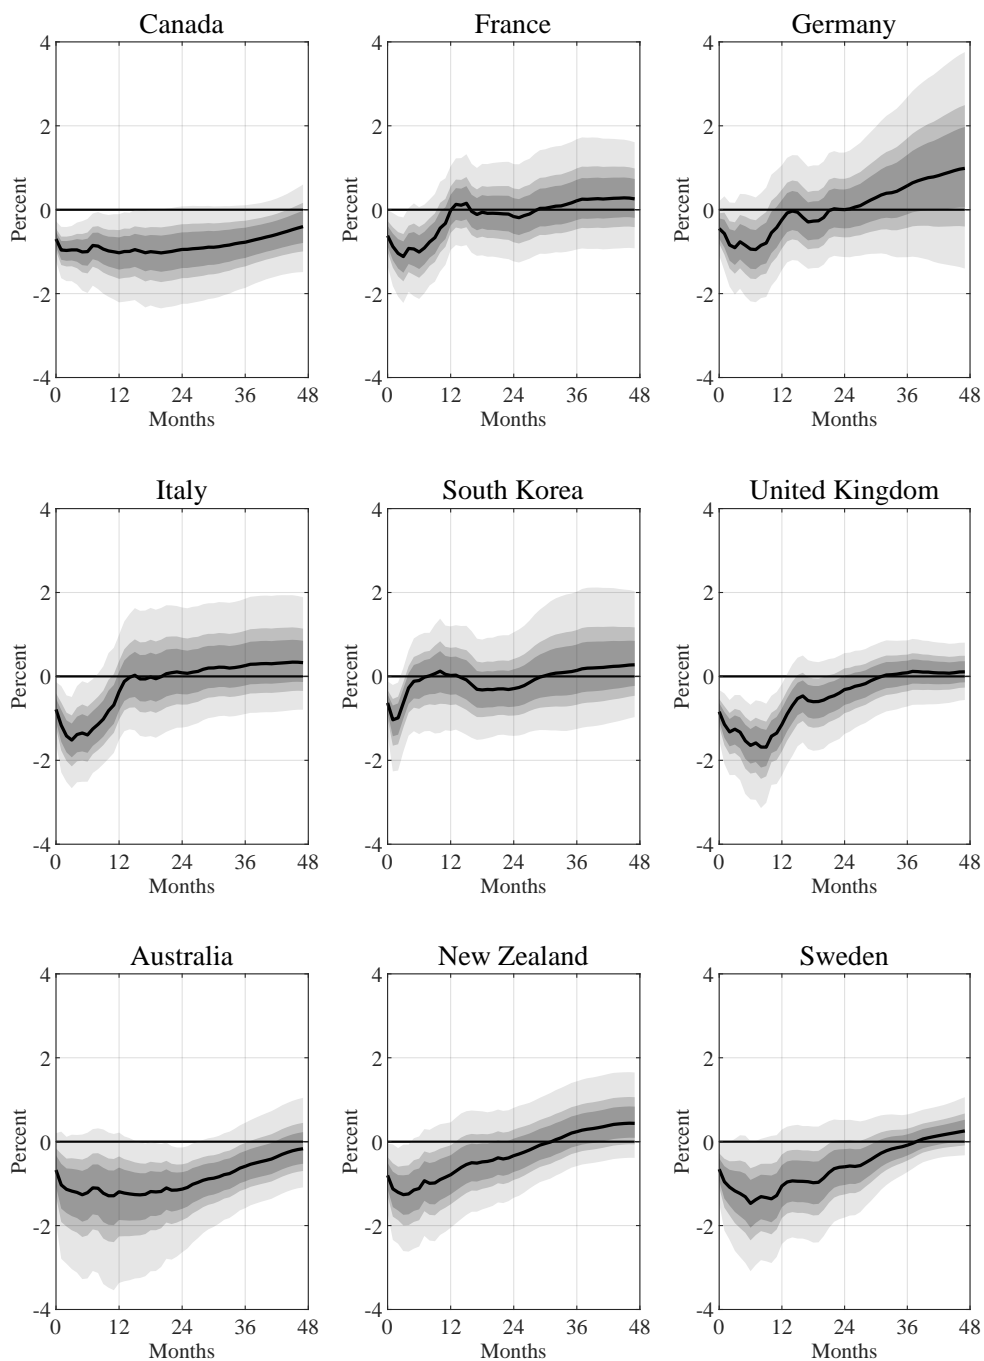 Canada France Germany
4 4 4
2 2 2
0 0 0
-2 -2 -2
-4 -4 -4
Percent Percent Percent
0 12 24 36 48 0 12 24 36 48 0 12 24 36 48
Months Months Months
Italy South Korea United Kingdom
4 4 4
2 2 2
0 0 0
-2 -2 -2
-4 -4 -4
Percent Percent Percent
0 12 24 36 48 0 12 24 36 48 0 12 24 36 48
Months Months Months
Australia New Zealand Sweden
4 4 4
2 2 2
0 0 0
-2 -2 -2
-4 -4 -4
Percent Percent Percent
0 12 24 36 48 0 12 24 36 48 0 12 24 36 48
Months Months Months